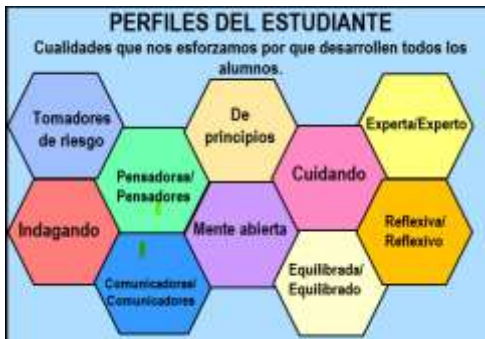 PERFILES DEL ESTUDIANTE
Cualidades que nos esforzamos por que desarrollen todos los
alumnos.
Tomadores
de riesgo
De
principios
Experta/Experto
Pensadoras/
Pensadores
Cuidando
Indagando
Mente abierta
Reflexiva/
Reflexivo
Comunicadoras/
Comunicadores
Equilibrada/
Equilibrado